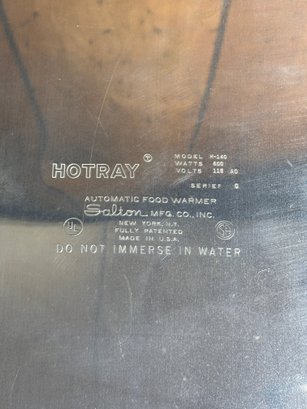 HOTRAY ®
MODEL H-140
WATTS 600
VOLTS 115 AC
SERIES G
AUTOMATIC FOOD WARMER
Salton MFG. CO., INC.
NEW YORK, N.Y.
FULLY PATENTED
MADE IN U.S.A.
UL
DO NOT IMMERSE IN WATER